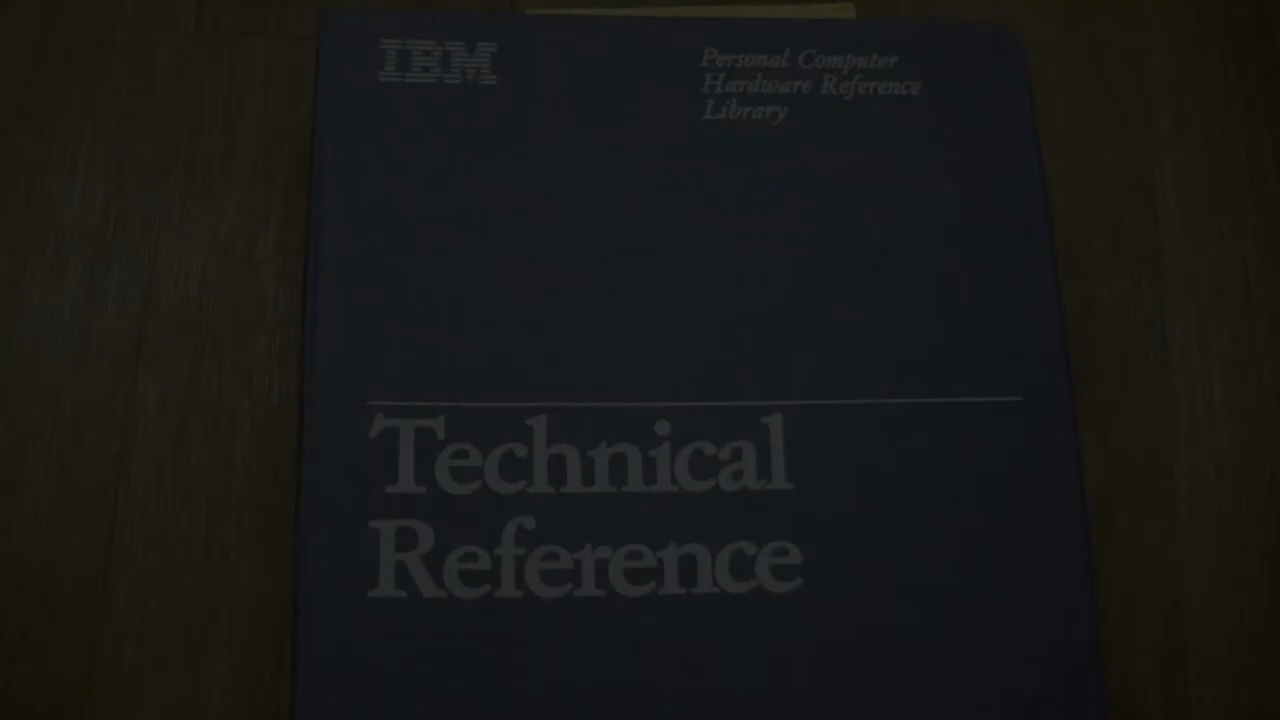 IBM
Personal Computer
Hardware Reference
Library
Technical
Reference